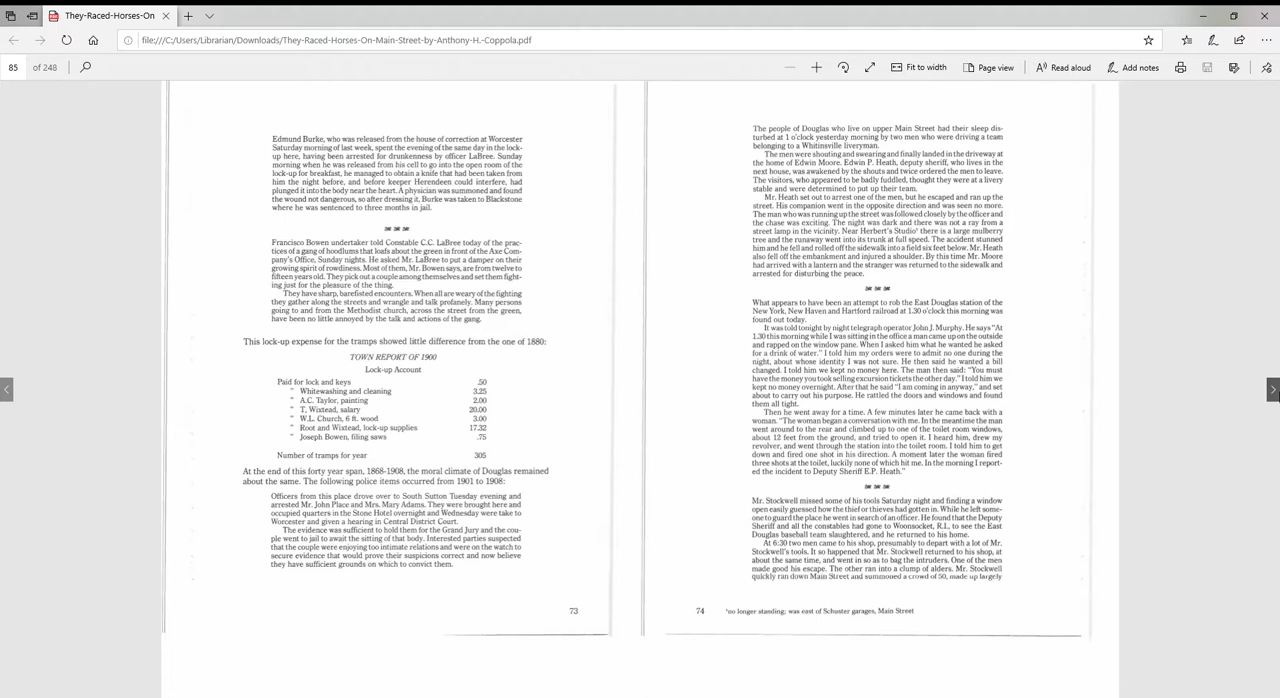 They-Raced-Horses-On
file:///C:/Users/Librarian/Downloads/They-Raced-Horses-On-Main-Street-by-Anthony-H.-Coppola.pdf
85 of 248
Fit to width
Page view
Read aloud
Add notes
Edmund Burke, who was released from the house of correction at Worcester
Saturday morning of last week, spent the evening of the same day in the lock-
up here, having been arrested for drunkenness by officer LaBree. Sunday
morning when he was released from his cell to go into the open room of the
lock-up for breakfast, he managed to obtain a knife that had been taken from
him the night before, and before keeper Herendeen could interfere, had
plunged it into the body near the heart. A physician was summoned and found
the wound not dangerous, so after dressing it, Burke was taken to Blackstone
where he was sentenced to three months in jail.
Francisco Bowen undertaker told Constable C.C. LaBree today of the prac-
tices of a gang of hoodlums that loafs about the green in front of the Axe Com-
pany's Office, Sunday nights. He asked Mr. LaBree to put a damper on their
growing spirit of rowdiness. Most of them, Mr. Bowen says, are from twelve to
fifteen years old. They pick out a couple among themselves and set them fight-
ing just for the pleasure of the thing.
They have sharp, barefisted encounters. When all are weary of the fighting
they gather along the streets and wrangle and talk profanely. Many persons
going to and from the Methodist church, across the street from the green,
have been no little annoyed by the talk and actions of the gang.
This lock-up expense for the tramps showed little difference from the one of 1880:
TOWN REPORT OF 1900
Lock-up Account
Paid for lock and keys .50
" Whitewashing and cleaning 3.25
" A.C. Taylor, painting 2.00
" T. Wixtead, salary 20.00
" W.L. Church, 6 ft. wood 3.00
" Root and Wixtead, lock-up supplies 17.32
" Joseph Bowen, filing saws .75
Number of tramps for year 305
At the end of this forty year span, 1868-1908, the moral climate of Douglas remained
about the same. The following police items occurred from 1901 to 1908:
Officers from this place drove over to South Sutton Tuesday evening and
arrested Mr. John Place and Mrs. Mary Adams. They were brought here and
occupied quarters in the Stone Hotel overnight and Wednesday were take to
Worcester and given a hearing in Central District Court.
The evidence was sufficient to hold them for the Grand Jury and the cou-
ple went to jail to await the sitting of that body. Interested parties suspected
that the couple were enjoying too intimate relations and were on the watch to
secure evidence that would prove their suspicions correct and now believe
they have sufficient grounds on which to convict them.
73
The people of Douglas who live on upper Main Street had their sleep dis-
turbed at 1 o'clock yesterday morning by two men who were driving a team
belonging to a Whitinsville liveryman.
The men were shouting and swearing and finally landed in the driveway at
the home of Edwin Moore. Edwin P. Heath, deputy sheriff, who lives in the
next house, was awakened by the shouts and twice ordered the men to leave.
The visitors, who appeared to be badly fuddled, thought they were at a livery
stable and were determined to put up their team.
Mr. Heath set out to arrest one of the men, but he escaped and ran up the
street. His companion went in the opposite direction and was seen no more.
The man who was running up the street was followed closely by the officer and
the chase was exciting. The night was dark and there was not a ray from a
street lamp in the vicinity. Near Herbert's Studio¹ there is a large mulberry
tree and the runaway went into its trunk at full speed. The accident stunned
him and he fell and rolled off the sidewalk into a field six feet below. Mr. Heath
also fell off the embankment and injured a shoulder. By this time Mr. Moore
had arrived with a lantern and the stranger was returned to the sidewalk and
arrested for disturbing the peace.
What appears to have been an attempt to rob the East Douglas station of the
New York, New Haven and Hartford railroad at 1.30 o'clock this morning was
found out today.
It was told tonight by night telegraph operator John J. Murphy. He says "At
1.30 this morning while I was sitting in the office a man came up on the outside
and rapped on the window pane. When I asked him what he wanted he asked
for a drink of water." I told him my orders were to admit no one during the
night, about whose identity I was not sure. He then said he wanted a bill
changed. I told him we kept no money here. The man then said: "You must
have the money you took selling excursion tickets the other day." I told him we
kept no money overnight. After that he said "I am coming in anyway," and set
about to carry out his purpose. He rattled the doors and windows and found
them all tight.
Then he went away for a time. A few minutes later he came back with a
woman. "The woman began a conversation with me. In the meantime the man
went around to the rear and climbed up to one of the toilet room windows,
about 12 feet from the ground, and tried to open it. I heard him, drew my
revolver, and went through the station into the toilet room. I told him to get
down and fired one shot in his direction. A moment later the woman fired
three shots at the toilet, luckily none of which hit me. In the morning I report-
ed the incident to Deputy Sheriff E.P. Heath."
Mr. Stockwell missed some of his tools Saturday night and finding a window
open easily guessed how the thief or thieves had gotten in. While he left some-
one to guard the place he went in search of an officer. He found that the Deputy
Sheriff and all the constables had gone to Woonsocket, R.I., to see the East
Douglas baseball team slaughtered, and he returned to his home.
At 6:30 two men came to his shop, presumably to depart with a lot of Mr.
Stockwell's tools. It so happened that Mr. Stockwell returned to his shop, at
about the same time, and went in so as to bag the intruders. One of the men
made good his escape. The other ran into a clump of alders. Mr. Stockwell
quickly ran down Main Street and summoned a crowd of 50, made up largely
74 ¹no longer standing; was east of Schuster garages, Main Street